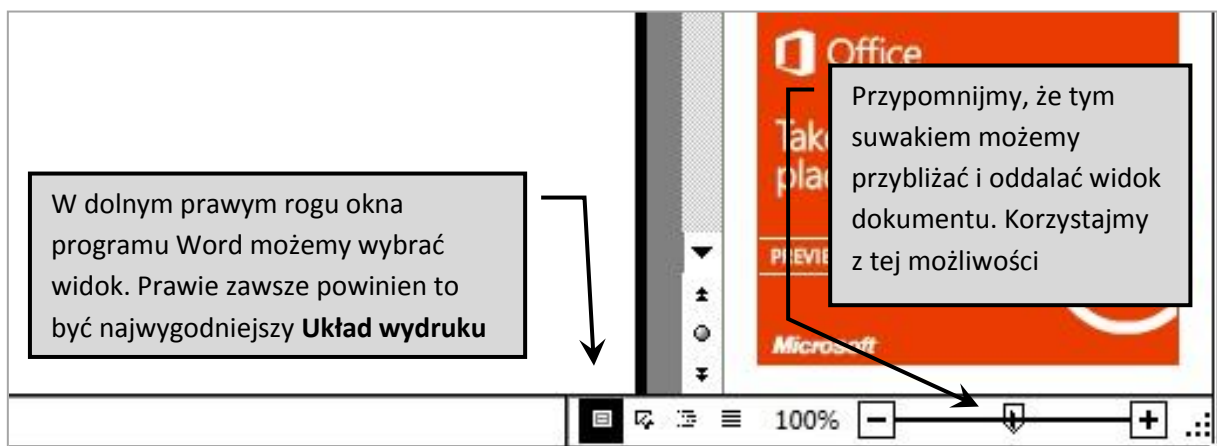 Office
Przypomnijmy, że tym
suwakiem możemy
przybliżać i oddalać widok
dokumentu. Korzystajmy
z tej możliwości
W dolnym prawym rogu okna
programu Word możemy wybrać
widok. Prawie zawsze powinien to
być najwygodniejszy Układ wydruku
Microsoft
100%